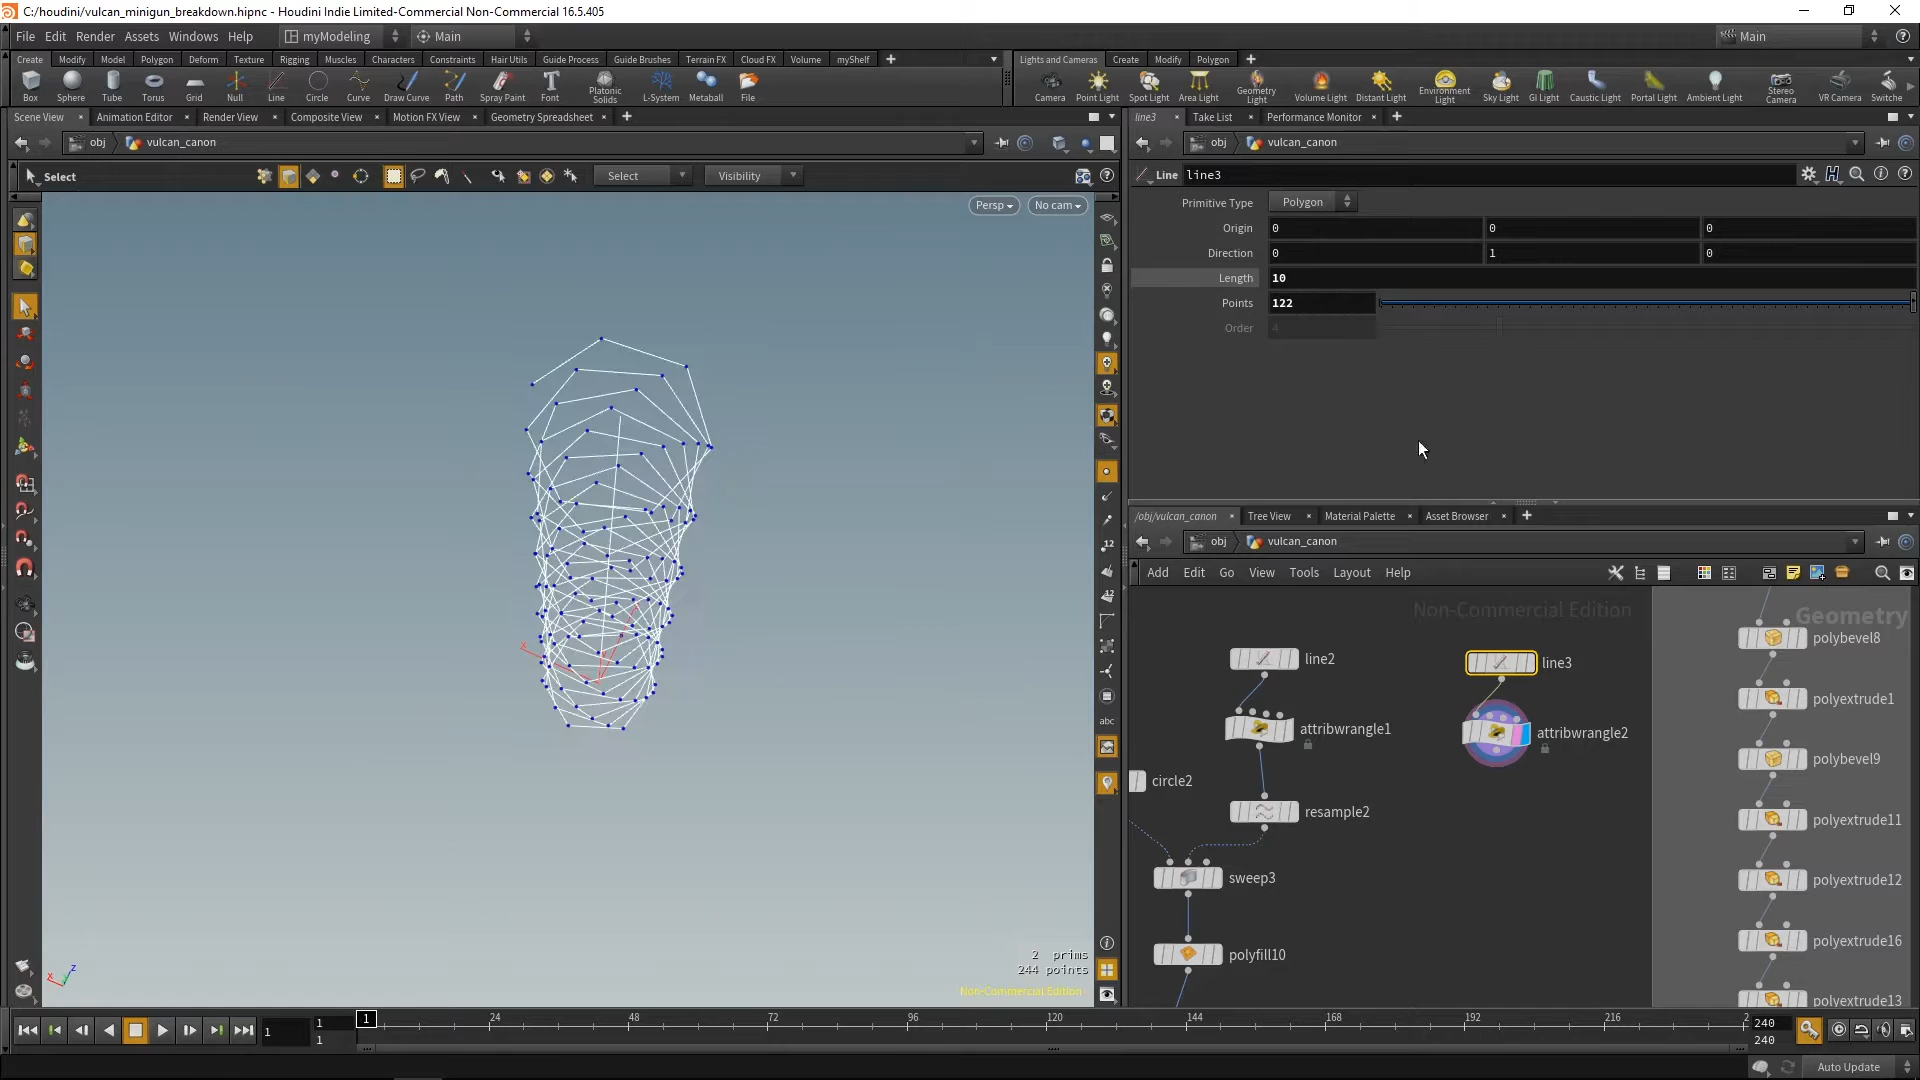 C:/houdini/vulcan_minigun_breakdown.hipnc - Houdini Indie Limited-Commercial Non-Commercial 16.5.405
File Edit Render Assets Windows Help myModeling Main Main
Create Modify Model Polygon Deform Texture Rigging Muscles Characters Constraints Hair Utils Guide Process Guide Brushes Terrain FX Cloud FX Volume myShelf
Lights and Cameras Create Modify Polygon
Box Sphere Tube Torus Grid Null Line Circle Curve Draw Curve Path Spray Paint Font Platonic Solids L-System Metaball File
Camera Point Light Spot Light Area Light Geometry Light Volume Light Distant Light Environment Light Sky Light GI Light Caustic Light Portal Light Ambient Light Stereo Camera VR Camera Switche
Scene View Animation Editor Render View Composite View Motion FX View Geometry Spreadsheet
line3 Take List Performance Monitor
obj vulcan_canon
obj vulcan_canon
Select Select Visibility
Line line3
Persp No cam
Primitive Type Polygon
Origin 0 0 0
Direction 0 1 0
Length 10
Points 122
Order 4
/obj/vulcan_canon Tree View Material Palette Asset Browser
obj vulcan_canon
Add Edit Go View Tools Layout Help
Non-Commercial Edition
Geometry
line2
line3
attribwrangle1
attribwrangle2
circle2
resample2
sweep3
polyfill10
polybevel8
polyextrude1
polybevel9
polyextrude11
polyextrude12
polyextrude16
polyextrude13
12
12
abc
x
x
z
2 prims
244 points
Non-Commercial Edition
1 1 1 1 24 48 72 96 120 144 168 192 216 2 240 240
Auto Update